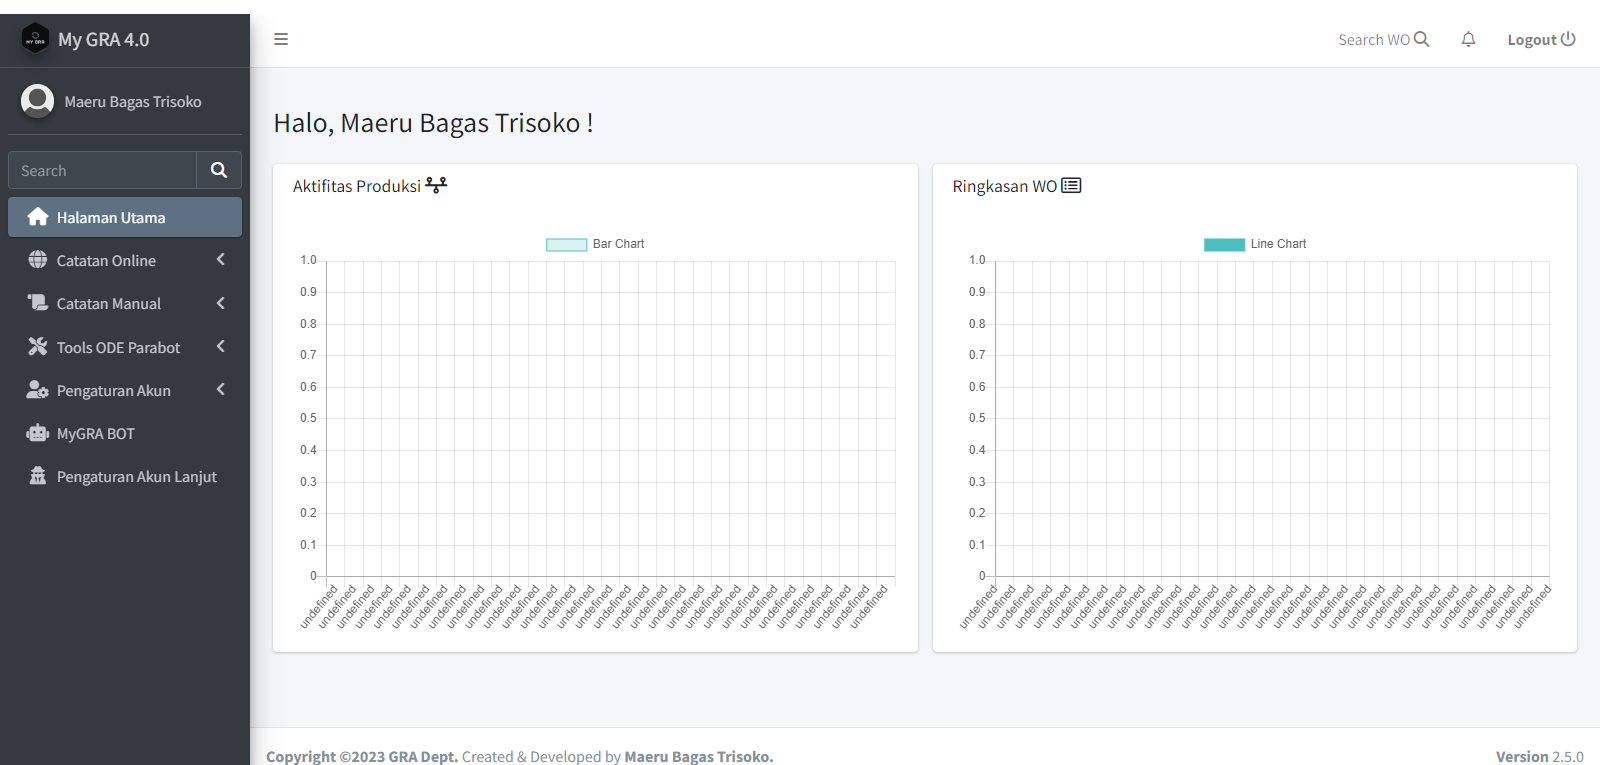 My GRA 4.0
Search WO
Logout
Maeru Bagas Trisoko
Search
Halaman Utama
Catatan Online
Catatan Manual
Tools ODE Parabot
Pengaturan Akun
MyGRA BOT
Pengaturan Akun Lanjut
Halo, Maeru Bagas Trisoko !
Aktifitas Produksi
Bar Chart
1.0
0.9
0.8
0.7
0.6
0.5
0.4
0.3
0.2
0.1
0
undefined undefined undefined undefined undefined undefined undefined undefined undefined undefined undefined undefined undefined undefined undefined undefined undefined undefined undefined undefined undefined undefined undefined undefined undefined undefined undefined undefined undefined undefined undefined
Ringkasan WO
Line Chart
1.0
0.9
0.8
0.7
0.6
0.5
0.4
0.3
0.2
0.1
0
undefined undefined undefined undefined undefined undefined undefined undefined undefined undefined undefined undefined undefined undefined undefined undefined undefined undefined undefined undefined undefined undefined undefined undefined undefined undefined undefined undefined undefined undefined undefined
Copyright ©2023 GRA Dept. Created & Developed by Maeru Bagas Trisoko.
Version 2.5.0